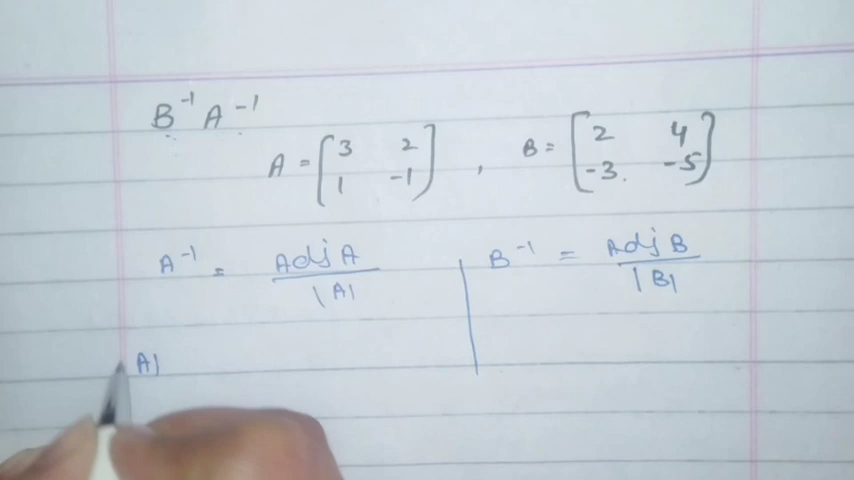 B⁻¹ A⁻¹
A = [3 2
1 -1] , B = [2 4
-3. -5]
A⁻¹ = Adj A / |A| B⁻¹ = Adj B / |B|
A|